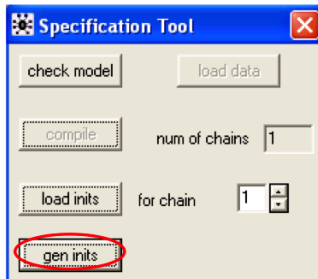 Specification Tool
check model load data
compile num of chains 1
load inits for chain 1
gen inits